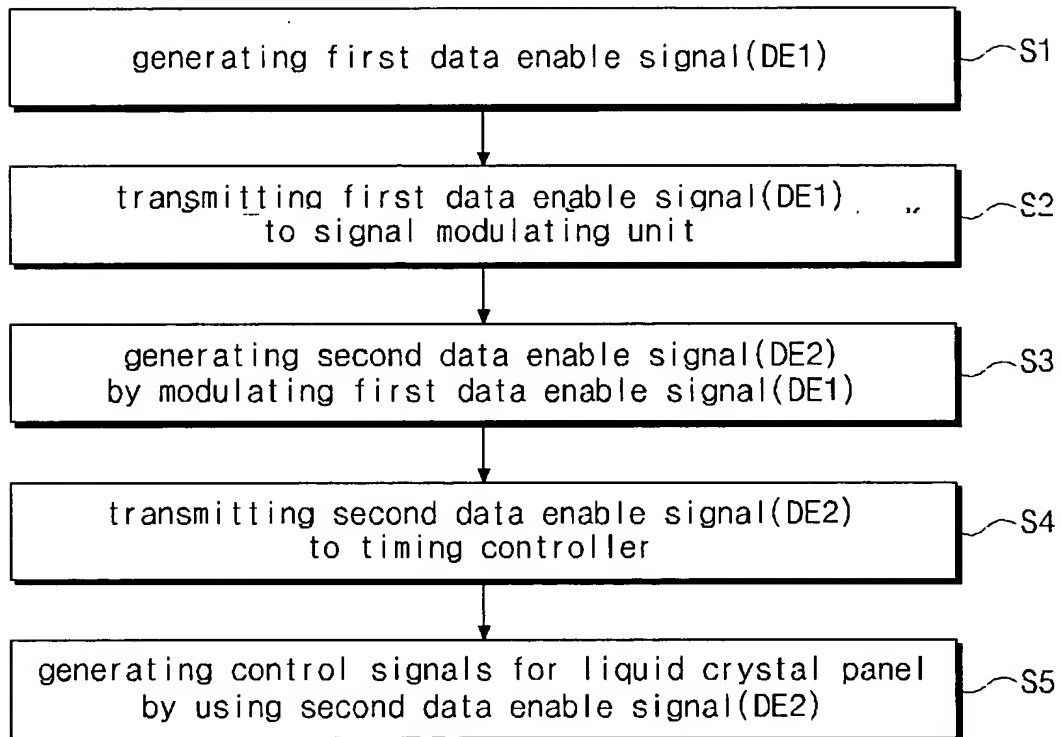 generating first data enable signal(DE1)
S1
transmitting first data enable signal(DE1)
to signal modulating unit
S2
generating second data enable signal(DE2)
by modulating first data enable signal(DE1)
S3
transmitting second data enable signal(DE2)
to timing controller
S4
generating control signals for liquid crystal panel
by using second data enable signal(DE2)
S5